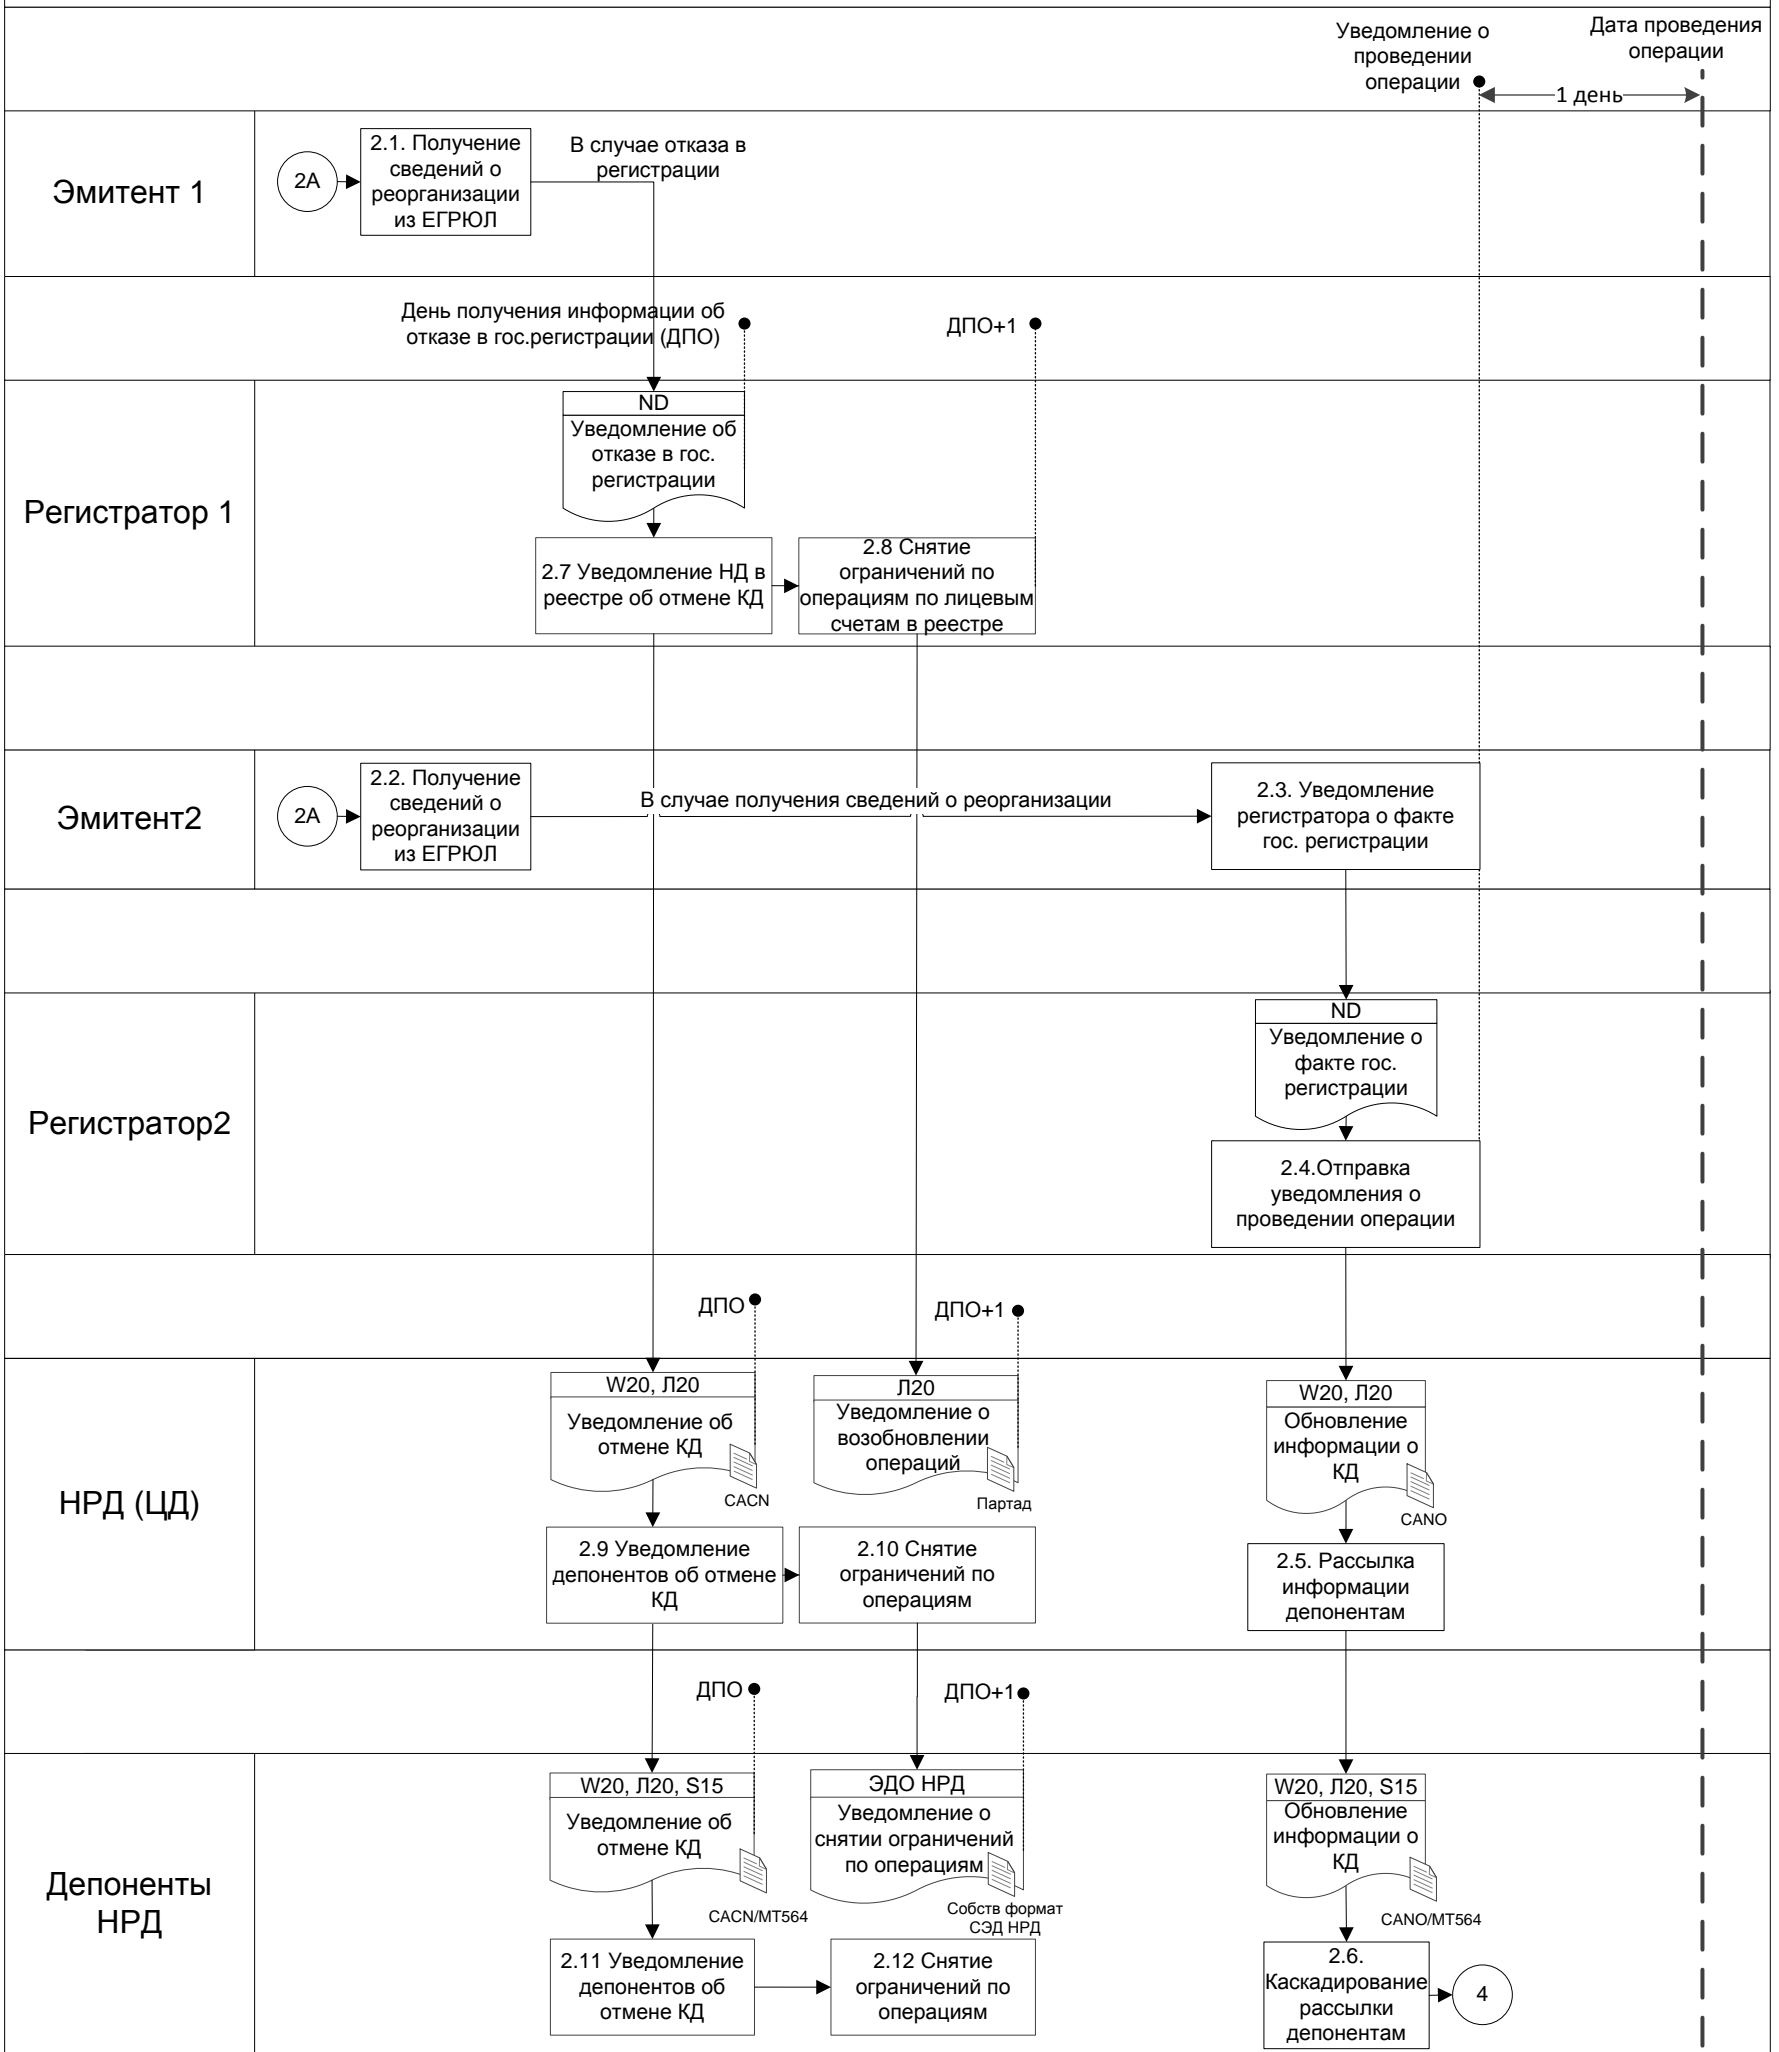 Уведомление о
проведении
операции
Дата проведения
операции
1 день
Эмитент 1
2А
2.1. Получение
сведений о
реорганизации
из ЕГРЮЛ
В случае отказа в
регистрации
День получения информации об
отказе в гос.регистрации (ДПО)
ДПО+1
Регистратор 1
ND
Уведомление об
отказе в гос.
регистрации
2.7 Уведомление НД в
реестре об отмене КД
2.8 Снятие
ограничений по
операциям по лицевым
счетам в реестре
Эмитент2
2А
2.2. Получение
сведений о
реорганизации
из ЕГРЮЛ
В случае получения сведений о реорганизации
2.3. Уведомление
регистратора о факте
гос. регистрации
Регистратор2
ND
Уведомление о
факте гос.
регистрации
2.4.Отправка
уведомления о
проведении операции
ДПО
ДПО+1
НРД (ЦД)
W20, Л20
Уведомление об
отмене КД
CACN
Л20
Уведомление о
возобновлении
операций
Партад
W20, Л20
Обновление
информации о
КД
CANO
2.9 Уведомление
депонентов об отмене
КД
2.10 Снятие
ограничений по
операциям
2.5. Рассылка
информации
депонентам
ДПО
ДПО+1
Депоненты
НРД
W20, Л20, S15
Уведомление об
отмене КД
CACN/MT564
ЭДО НРД
Уведомление о
снятии ограничений
по операциям
Собств формат
СЭД НРД
W20, Л20, S15
Обновление
информации о
КД
CANO/MT564
2.11 Уведомление
депонентов об
отмене КД
2.12 Снятие
ограничений по
операциям
2.6.
Каскадирование
рассылки
депонентам
4